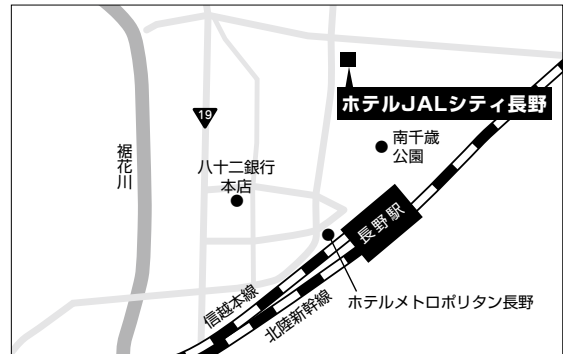 19
ホテルJALシティ長野
南千歳
公園
裾花川
八十二銀行
本店
長野駅
ホテルメトロポリタン長野
信越本線
北陸新幹線